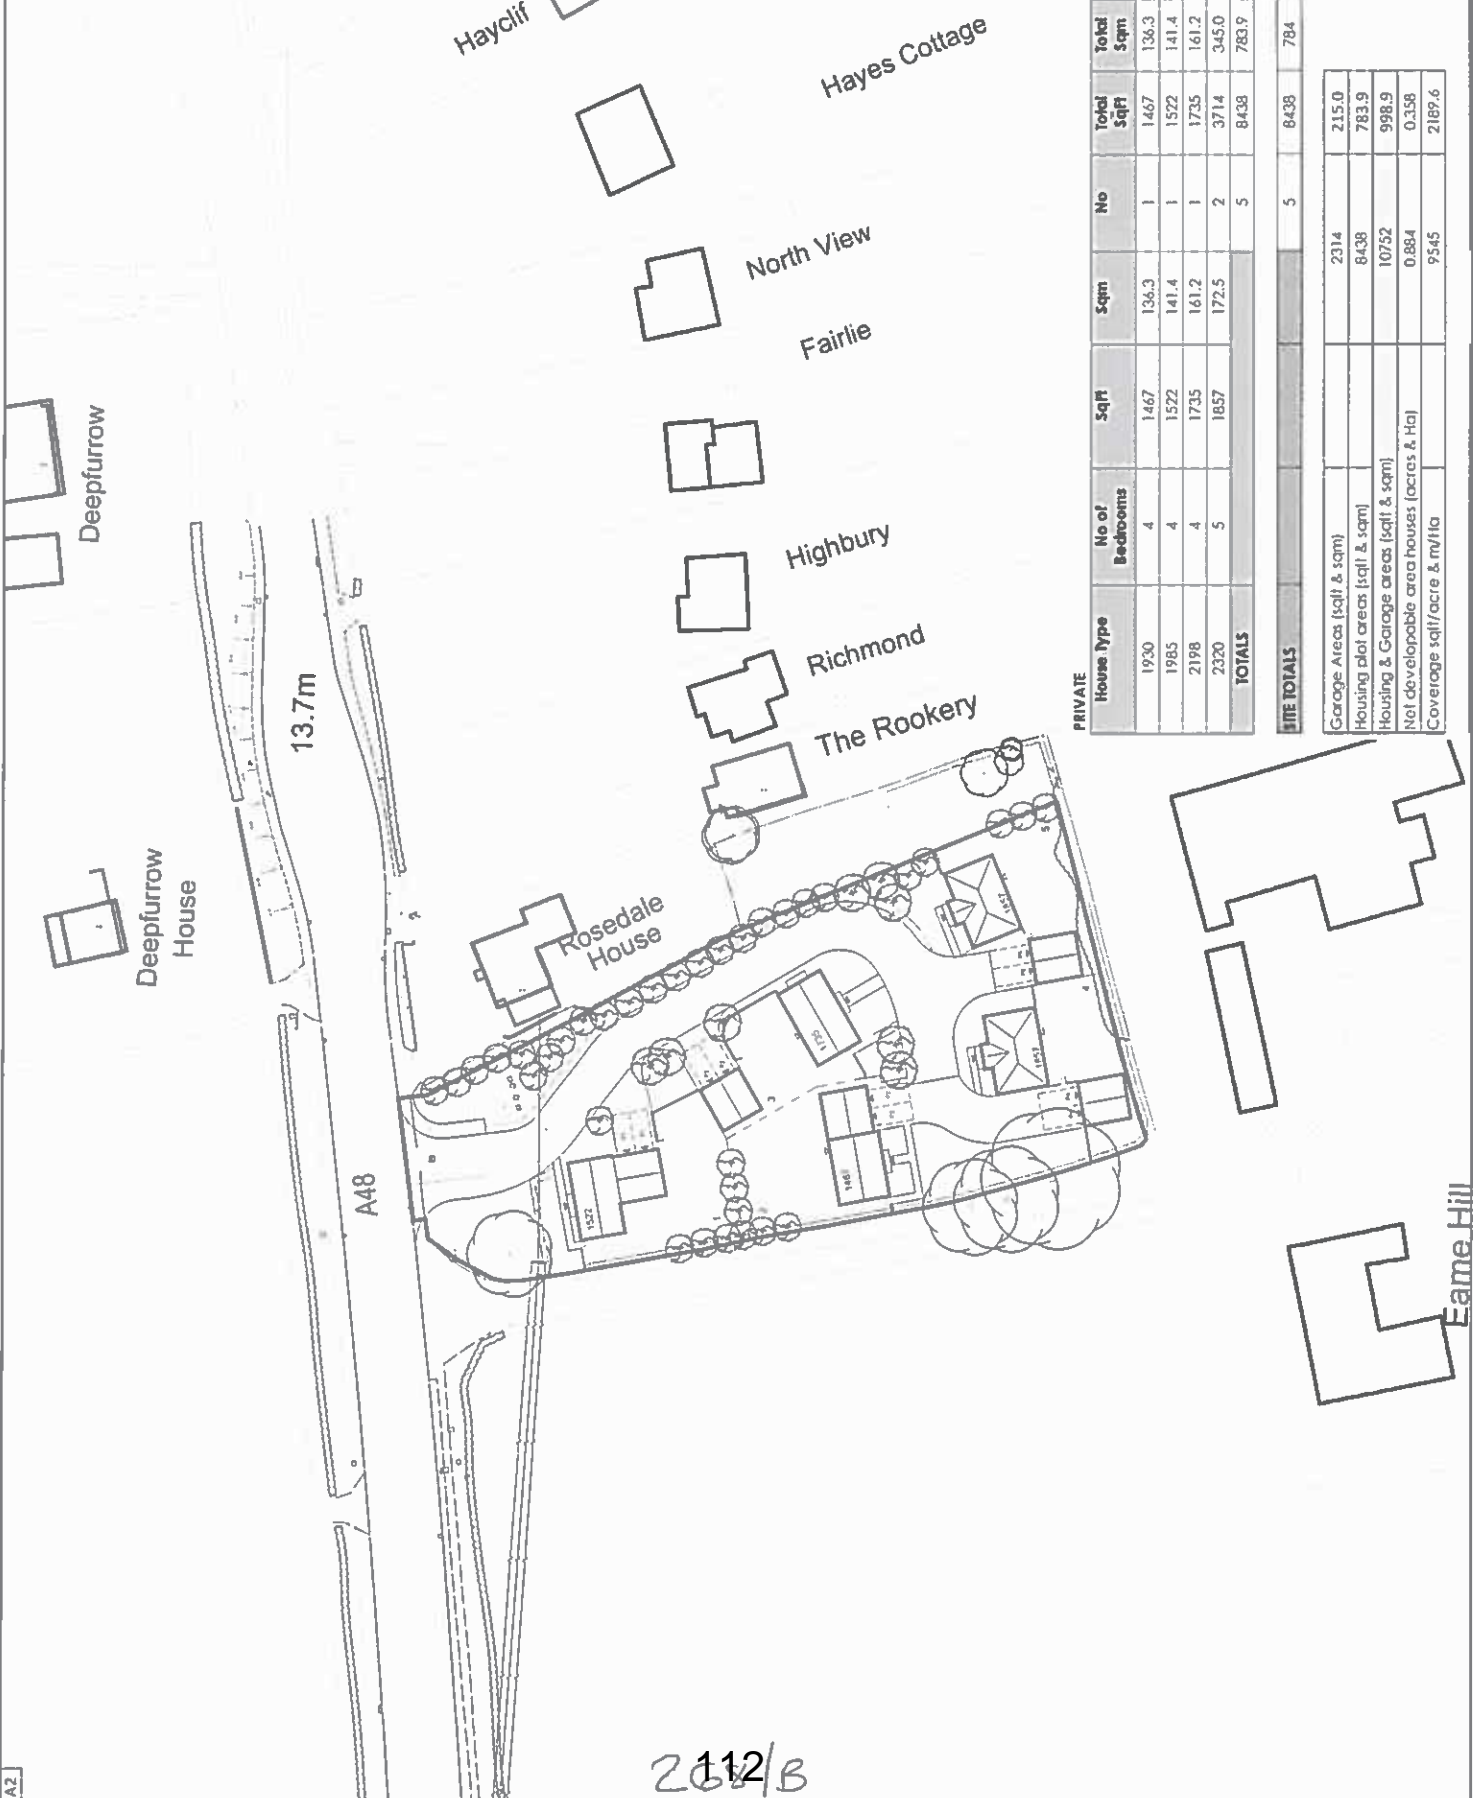 Hayclif
Hayes Cottage
North View
Fairlie
Highbury
Richmond
The Rookery
Rosedale
House
Deepfurrow
Deepfurrow
House
13.7m
A48
Eame Hill
1522
1857
PRIVATE
House Type No of Bedrooms Sqft Sqm No Total Sqft Total Sqm
1930 4 1467 136.3 1 1467 136.3
1985 4 1522 141.4 1 1522 141.4
2198 4 1735 161.2 1 1735 161.2
2320 5 1857 172.5 2 3714 345.0
TOTALS 5 8438 783.9
SITE TOTALS 5 8438 784
Garage Areas (sqft & sqm) 2314 215.0
Housing plot areas (sqft & sqm) 8438 783.9
Housing & Garage areas (sqft & sqm) 10752 998.9
Net developable area houses (acres & Ha) 0.884 0.358
Coverage sqft/acre & m/Ha 9545 2189.6
A2
112
/B